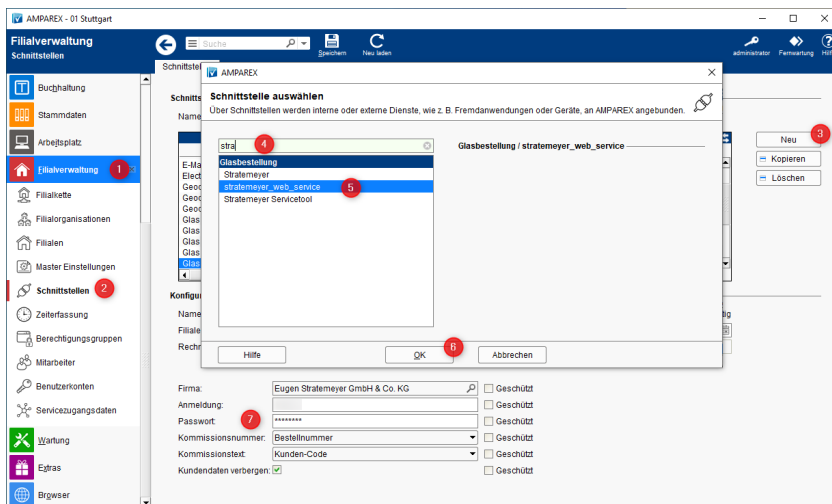 AMPAREX - 01 Stuttgart
Filialverwaltung
Schnittstellen
Suche
Speichern
Neu laden
administrator
Fernwartung
Buchhaltung
Stammdaten
Arbeitsplatz
Filialverwaltung
1
Filialkette
Filialorganisationen
Filialen
Master Einstellungen
Schnittstellen
2
Zeiterfassung
Berechtigungsgruppen
Mitarbeiter
Benutzerkonten
Servicezugangsdaten
Wartung
Extras
Browser
AMPAREX
Schnittstelle auswählen
Über Schnittstellen werden interne oder externe Dienste, wie z. B. Fremdanwendungen oder Geräte, an AMPAREX angebunden.
stra
4
Glasbestellung
Stratemeyer
stratemeyer_web_service
5
Stratemeyer Servicetool
Glasbestellung / stratemeyer_web_service
Hilfe
OK
6
Abbrechen
Neu
3
Kopieren
Löschen
Firma:
Eugen Stratemeyer GmbH & Co. KG
Geschützt
Anmeldung:
Geschützt
Passwort:
7
********
Geschützt
Kommissionsnummer:
Bestellnummer
Geschützt
Kommissionstext:
Kunden-Code
Geschützt
Kundendaten verbergen:
Geschützt